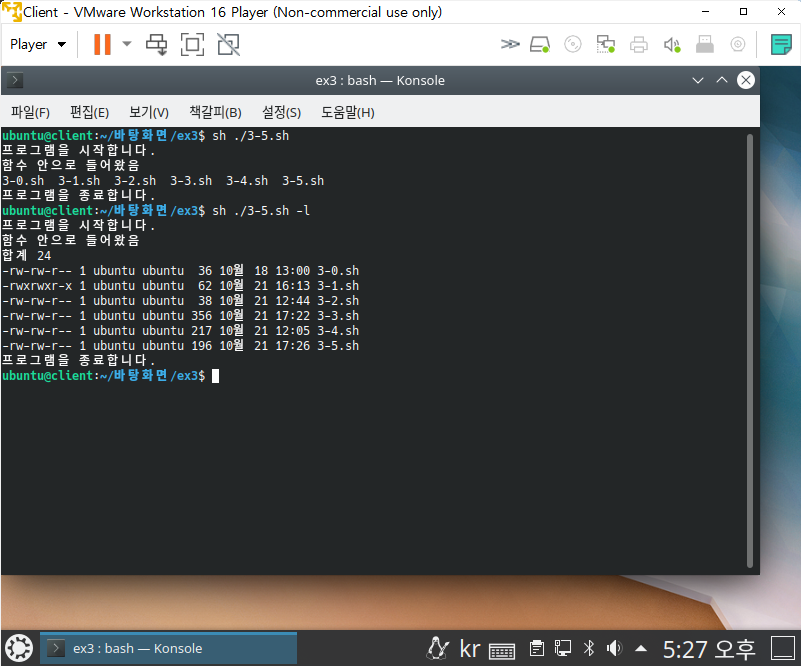 Client - VMware Workstation 16 Player (Non-commercial use only)
Player
ex3 : bash — Konsole
파일(F) 편집(E) 보기(V) 책갈피(B) 설정(S) 도움말(H)
ubuntu@client:~/바탕화면/ex3$ sh ./3-5.sh
프로그램을 시작합니다.
함수 안으로 들어왔음
3-0.sh  3-1.sh  3-2.sh  3-3.sh  3-4.sh  3-5.sh
프로그램을 종료합니다.
ubuntu@client:~/바탕화면/ex3$ sh ./3-5.sh -l
프로그램을 시작합니다.
함수 안으로 들어왔음
합계 24
-rw-rw-r-- 1 ubuntu ubuntu  36 10월 18 13:00 3-0.sh
-rwxrwxr-x 1 ubuntu ubuntu  62 10월 21 16:13 3-1.sh
-rw-rw-r-- 1 ubuntu ubuntu  38 10월 21 12:44 3-2.sh
-rw-rw-r-- 1 ubuntu ubuntu 356 10월 21 17:22 3-3.sh
-rw-rw-r-- 1 ubuntu ubuntu 217 10월 21 12:05 3-4.sh
-rw-rw-r-- 1 ubuntu ubuntu 196 10월 21 17:26 3-5.sh
프로그램을 종료합니다.
ubuntu@client:~/바탕화면/ex3$
ex3 : bash — Konsole
kr
5:27 오후